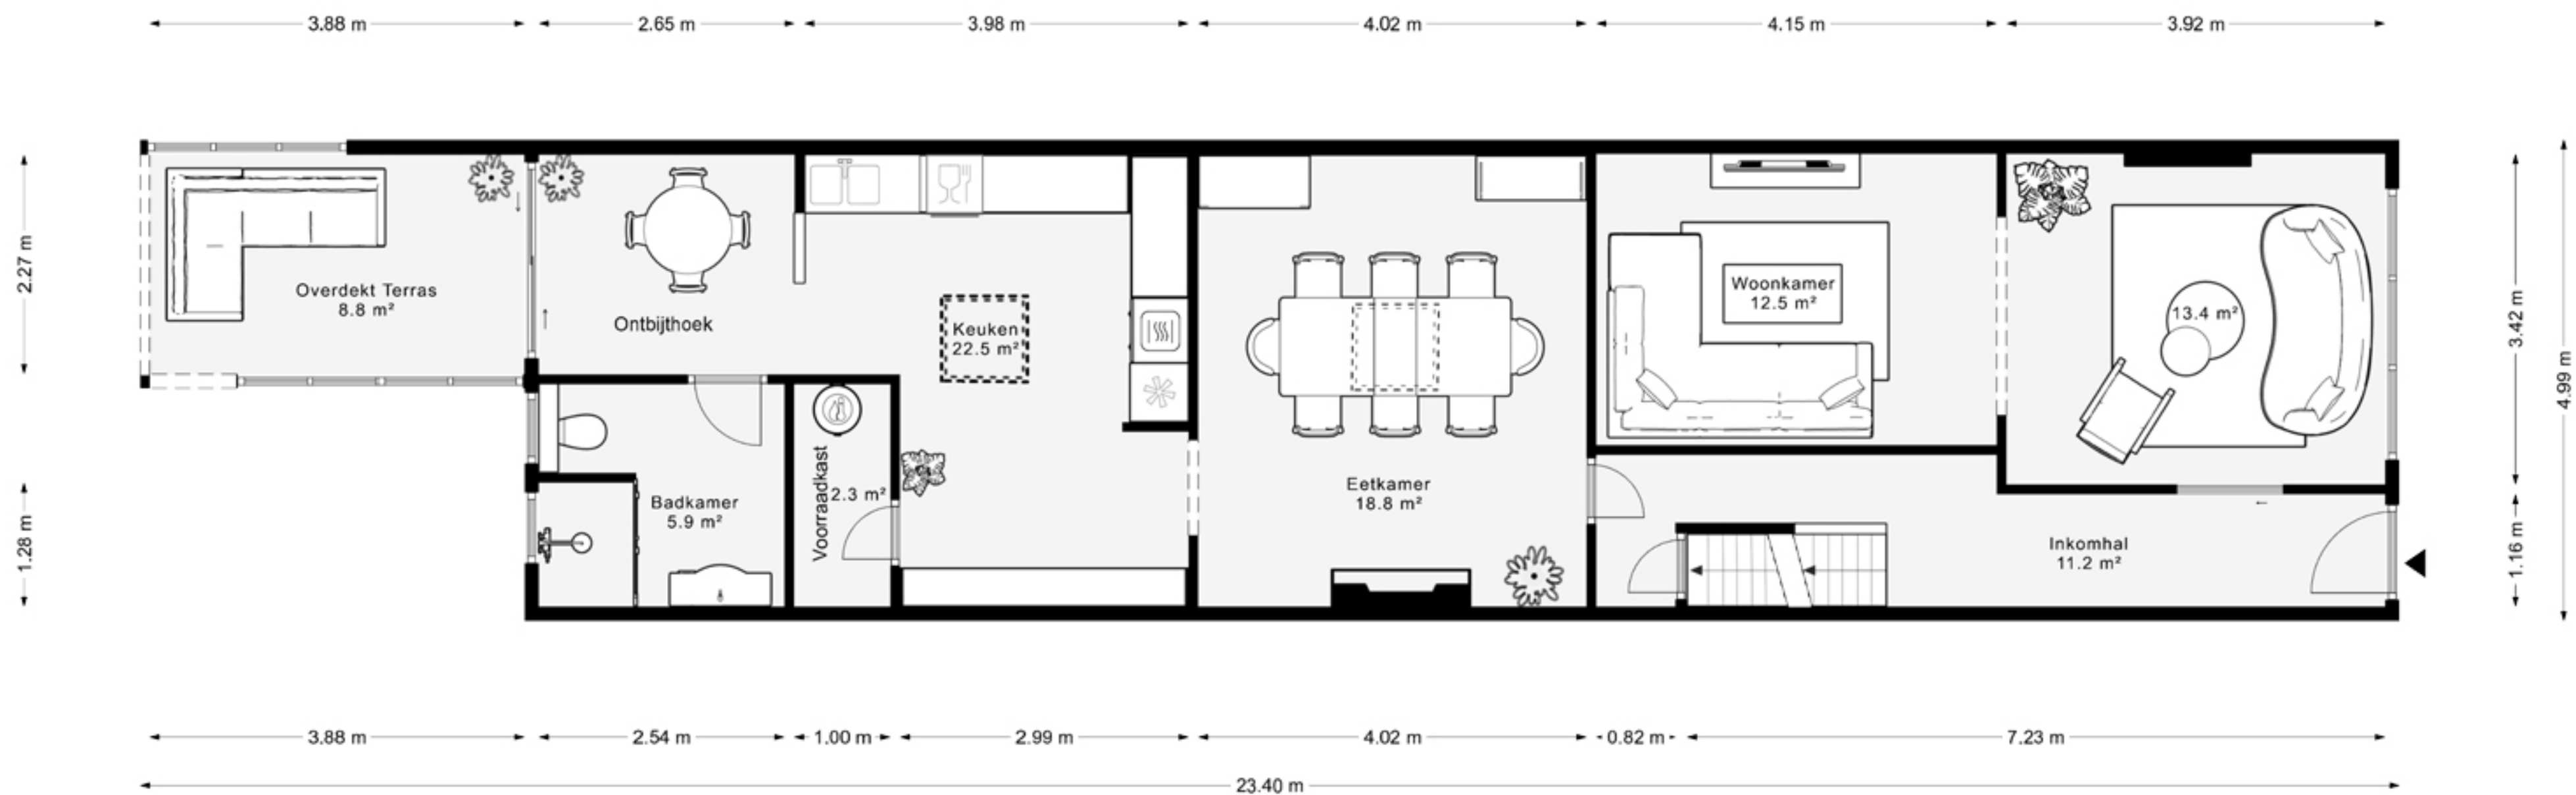 3.88 m
2.65 m
3.98 m
4.02 m
4.15 m
3.92 m
2.27 m
1.28 m
Overdekt Terras
8.8 m²
Ontbijthoek
Keuken
22.5 m²
Badkamer
5.9 m²
Voorraadkast
2.3 m²
Eetkamer
18.8 m²
Woonkamer
12.5 m²
13.4 m²
Inkomhal
11.2 m²
3.42 m
1.16 m
4.99 m
3.88 m
2.54 m
1.00 m
2.99 m
4.02 m
0.82 m
7.23 m
23.40 m